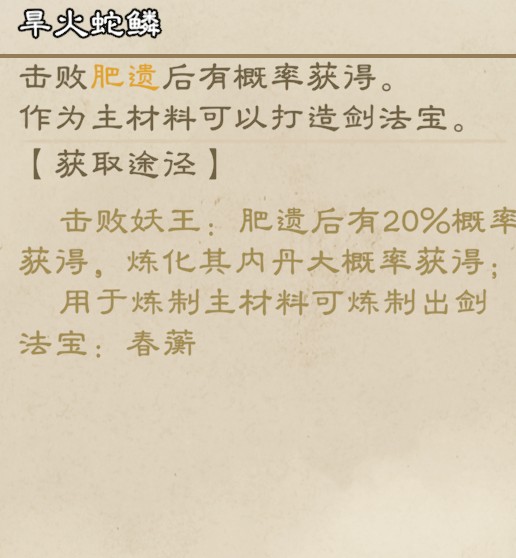 旱火蛇鳞
击败肥遗后有概率获得。
作为主材料可以打造剑法宝。
【获取途径】
击败妖王：肥遗后有20%概率
获得，炼化其内丹大概率获得；
用于炼制主材料可炼制出剑
法宝：春蘅